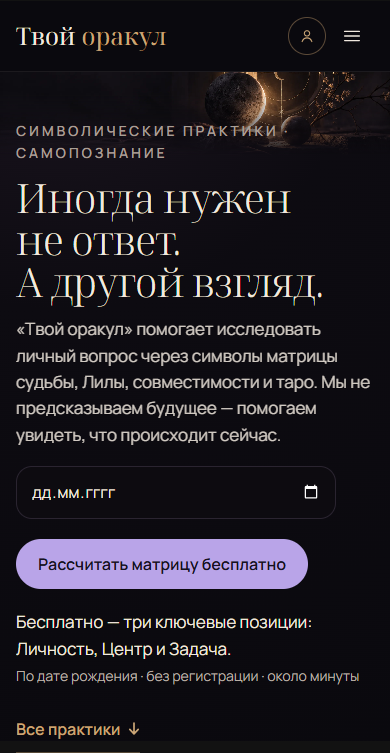 Твой оракул
СИМВОЛИЧЕСКИЕ ПРАКТИКИ ·
САМОПОЗНАНИЕ
Иногда нужен
не ответ.
А другой взгляд.
«Твой оракул» помогает исследовать
личный вопрос через символы матрицы
судьбы, Лилы, совместимости и таро. Мы не
предсказываем будущее — помогаем
увидеть, что происходит сейчас.
дд.мм.гггг
Рассчитать матрицу бесплатно
Бесплатно — три ключевые позиции:
Личность, Центр и Задача.
По дате рождения · без регистрации · около минуты
Все практики ↓